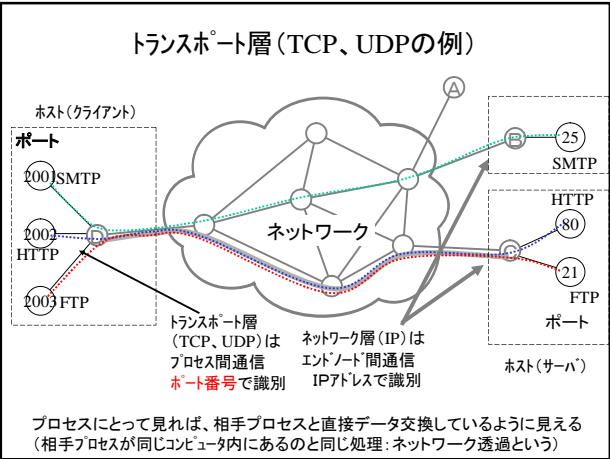 トランスポート層(TCP、UDPの例)
ホスト(クライアント)
ポート
2001 SMTP
2002
HTTP
2003 FTP
D
A
B
25
SMTP
HTTP
80
C
21
FTP
ポート
ホスト(サーバ)
ネットワーク
トランスポート層
(TCP、UDP)は
プロセス間通信
ポート番号で識別
ネットワーク層(IP)は
エンドノード間通信
IPアドレスで識別
プロセスにとって見れば、相手プロセスと直接データ交換しているように見える
(相手プロセスが同じコンピュータ内にあるのと同じ処理:ネットワーク透過という)